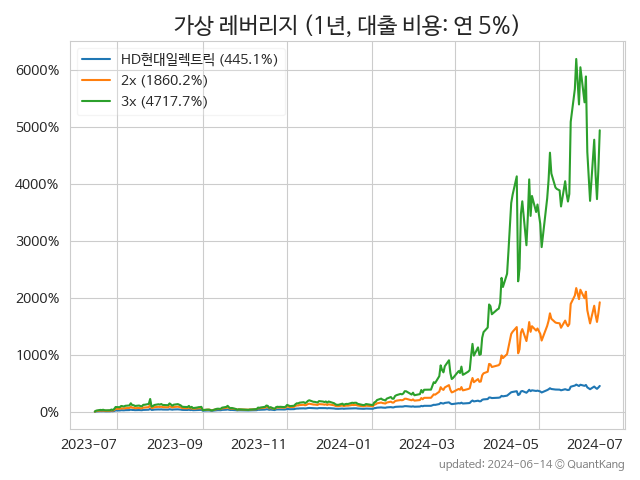 가상 레버리지 (1년, 대출 비용: 연 5%)
HD현대일렉트릭 (445.1%)
2x (1860.2%)
3x (4717.7%)
6000%
5000%
4000%
3000%
2000%
1000%
0%
2023-07 2023-09 2023-11 2024-01 2024-03 2024-05 2024-07
updated: 2024-06-14 © QuantKang